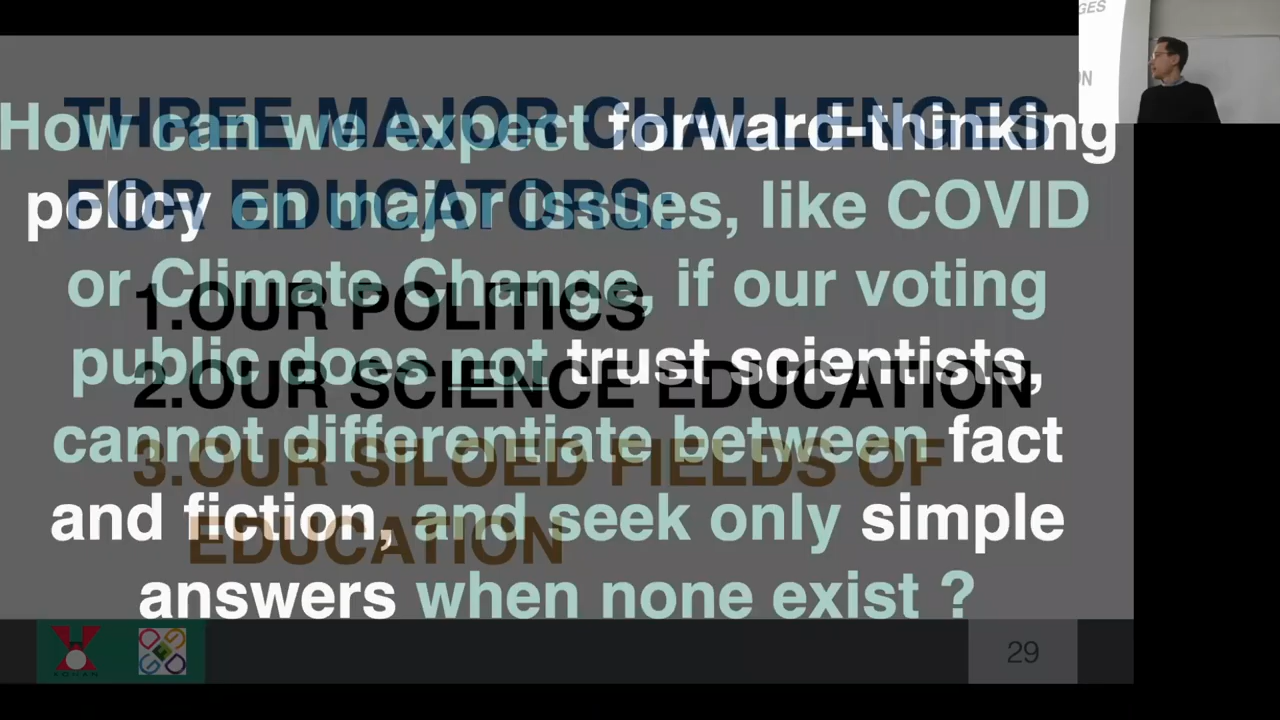 How can we expect forward-thinking
policy on major issues, like COVID
or Climate Change, if our voting
public does not trust scientists,
cannot differentiate between fact
and fiction, and seek only simple
answers when none exist ?
THREE MAJOR CHALLENGES
FOR EDUCATORS:
1.OUR POLITICS
2.OUR SCIENCE EDUCATION
3.OUR SILOED FIELDS OF
EDUCATION
29
GES
ON